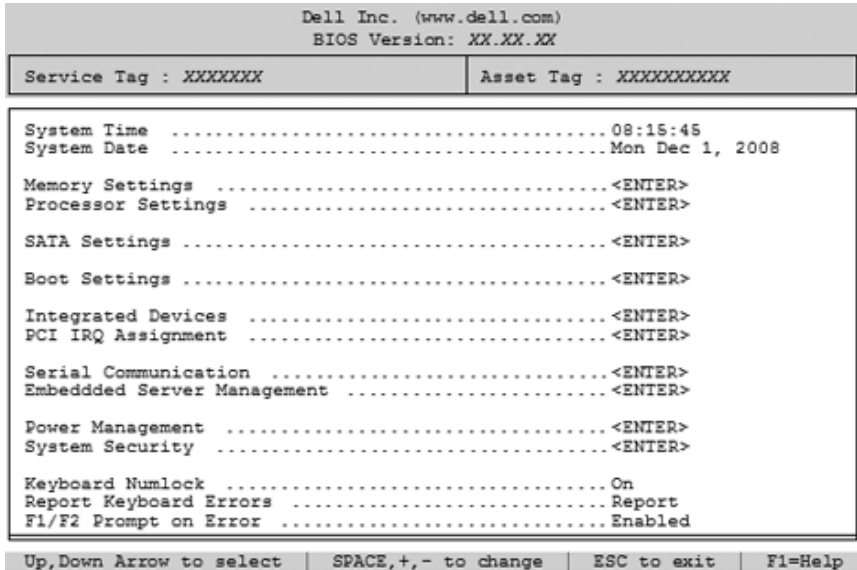 Dell Inc. (www.dell.com)
BIOS Version: XX.XX.XX
Service Tag : XXXXXXX Asset Tag : XXXXXXXXXX
System Time ......................................08:15:45
System Date ......................................Mon Dec 1, 2008
Memory Settings ..................................<ENTER>
Processor Settings ...............................<ENTER>
SATA Settings .....................................<ENTER>
Boot Settings .....................................<ENTER>
Integrated Devices ...............................<ENTER>
PCI IRQ Assignment ...............................<ENTER>
Serial Communication .............................<ENTER>
Embeddded Server Management .......................<ENTER>
Power Management .................................<ENTER>
System Security ..................................<ENTER>
Keyboard Numlock .................................On
Report Keyboard Errors ...........................Report
F1/F2 Prompt on Error ............................Enabled
Up,Down Arrow to select | SPACE,+,- to change | ESC to exit | F1=Help